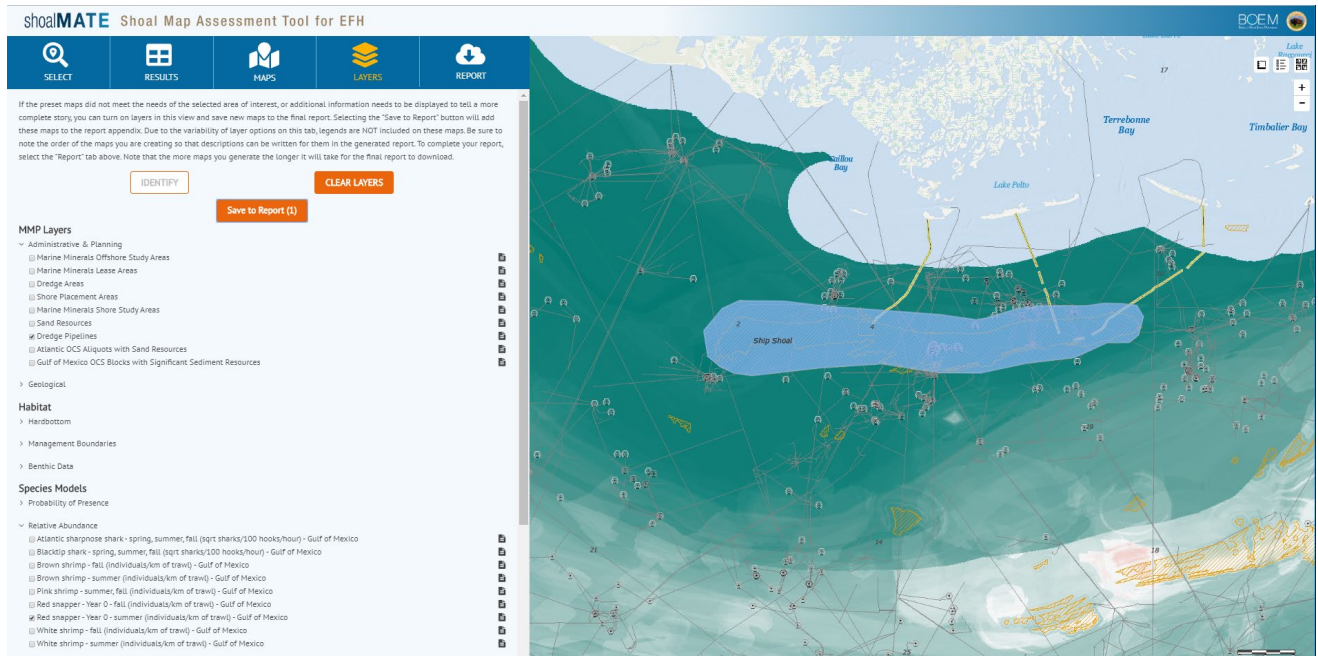 shoalMATE Shoal Map Assessment Tool for EFH
BOEM
SELECT
RESULTS
MAPS
LAYERS
REPORT
If the preset maps did not meet the needs of the selected area of interest, or additional information needs to be displayed to tell a more
complete story, you can turn on layers in this view and save new maps to the final report. Selecting the "Save to Report" button will add
these maps to the report appendix. Due to the variability of layer options on this tab, legends are NOT included on these maps. Be sure to
note the order of the maps you are creating so that descriptions can be written for them in the generated report. To complete your report,
select the "Report" tab above. Note that the more maps you generate the longer it will take for the final report to download.
IDENTIFY
CLEAR LAYERS
Save to Report (1)
MMP Layers
Administrative & Planning
Marine Minerals Offshore Study Areas
Marine Minerals Lease Areas
Dredge Areas
Shore Placement Areas
Marine Minerals Shore Study Areas
Sand Resources
Dredge Pipelines
Atlantic OCS Aliquots with Sand Resources
Gulf of Mexico OCS Blocks with Significant Sediment Resources
Geological
Habitat
Hardbottom
Management Boundaries
Benthic Data
Species Models
Probability of Presence
Relative Abundance
Atlantic sharpnose shark - spring, summer, fall (sqrt sharks/100 hooks/hour) - Gulf of Mexico
Blacktip shark - spring, summer, fall (sqrt sharks/100 hooks/hour) - Gulf of Mexico
Brown shrimp - fall (individuals/km of trawl) - Gulf of Mexico
Brown shrimp - summer (individuals/km of trawl) - Gulf of Mexico
Pink shrimp - summer, fall (individuals/km of trawl) - Gulf of Mexico
Red snapper - Year 0 - fall (individuals/km of trawl) - Gulf of Mexico
Red snapper - Year 0 - summer (individuals/km of trawl) - Gulf of Mexico
White shrimp - fall (individuals/km of trawl) - Gulf of Mexico
White shrimp - summer (individuals/km of trawl) - Gulf of Mexico
Lake
17
+
-
Terrebonne
Bay
Timbalier Bay
Caillou
Bay
Lake Pelto
2
4
Ship Shoal
14
21
18
25